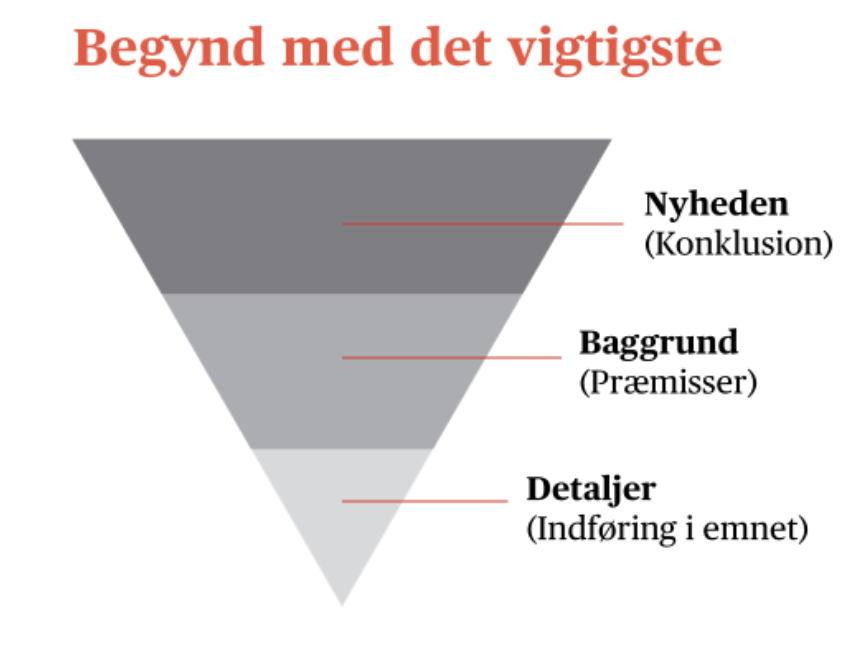 Begynd med det vigtigste
Nyheden
(Konklusion)
Baggrund
(Præmisser)
Detaljer
(Indføring i emnet)